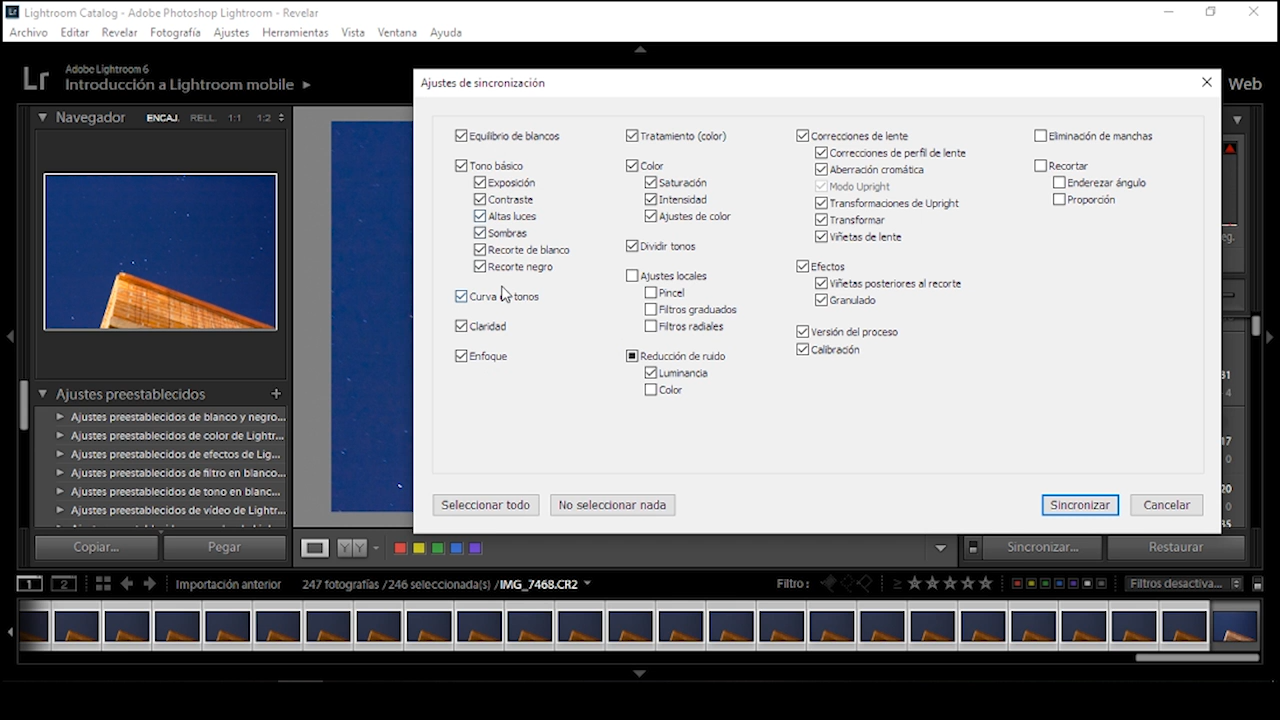 Lightroom Catalog - Adobe Photoshop Lightroom - Revelar
Archivo Editar Revelar Fotografía Ajustes Herramientas Vista Ventana Ayuda
Lr
Adobe Lightroom 6
Introducción a Lightroom mobile
Web
Navegador ENCAJ. RELL. 1:1 1:2
Ajustes preestablecidos
Ajustes preestablecidos de blanco y negro...
Ajustes preestablecidos de color de Lightr...
Ajustes preestablecidos de efectos de Lig...
Ajustes preestablecidos de filtro en blanco...
Ajustes preestablecidos de tono en blanc...
Ajustes preestablecidos de vídeo de Lightr...
Copiar... Pegar
Ajustes de sincronización
Equilibrio de blancos
Tono básico
Exposición
Contraste
Altas luces
Sombras
Recorte de blanco
Recorte negro
Curva tonos
Claridad
Enfoque
Tratamiento (color)
Color
Saturación
Intensidad
Ajustes de color
Dividir tonos
Ajustes locales
Pincel
Filtros graduados
Filtros radiales
Reducción de ruido
Luminancia
Color
Correcciones de lente
Correcciones de perfil de lente
Aberración cromática
Modo Upright
Transformaciones de Upright
Transformar
Viñetas de lente
Efectos
Viñetas posteriores al recorte
Granulado
Versión del proceso
Calibración
Eliminación de manchas
Recortar
Enderezar ángulo
Proporción
Seleccionar todo No seleccionar nada Sincronizar Cancelar
Sincronizar... Restaurar
1 2 Importación anterior 247 fotografías / 246 seleccionada(s) / IMG_7468.CR2 Filtro : ≥ Filtros desactiva...